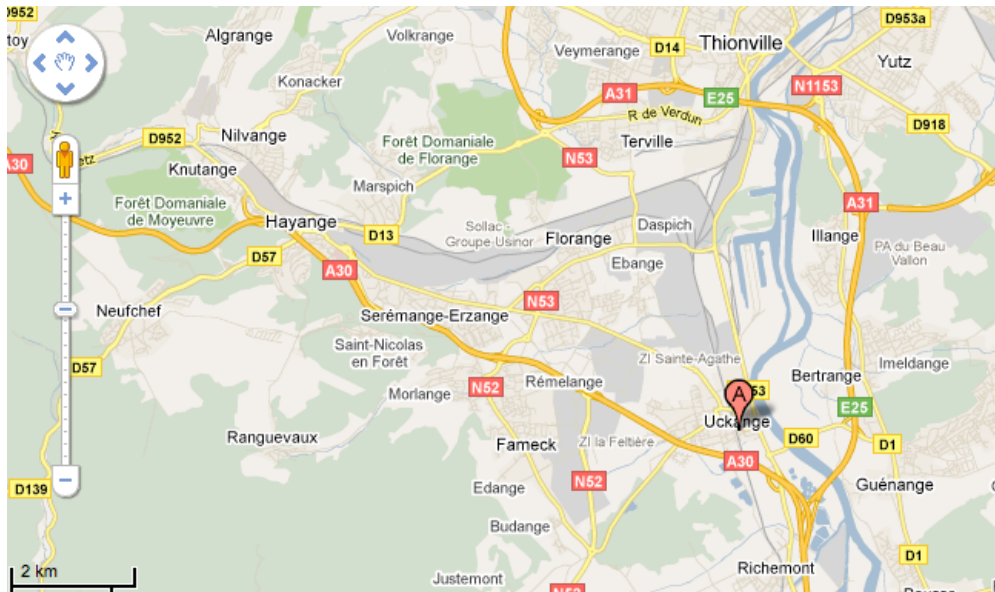 D952
Algrange
Volkrange
Veymerange
D14
Thionville
D953a
toy
Yutz
Konacker
A31
E25
N1153
R de Verdun
D918
D952
Nilvange
Forêt Domaniale
de Florange
N53
Terville
A30
etz
Knutange
Marspich
Forêt Domaniale
de Moyeuvre
A31
Hayange
D13
Sollac -
Groupe Usinor
Florange
Daspich
Illange
PA du Beau
Vallon
D57
A30
Ebange
Neufchef
Serémange-Erzange
N53
Saint-Nicolas
en Forêt
ZI Sainte-Agathe
Imeldange
D57
Morlange
N52
Rémelange
Bertrange
A
53
Uckange
E25
Ranguevaux
Fameck
ZI la Feltière
D60
D1
A30
D139
Edange
N52
Guénange
Budange
D1
2 km
Justemont
Richemont